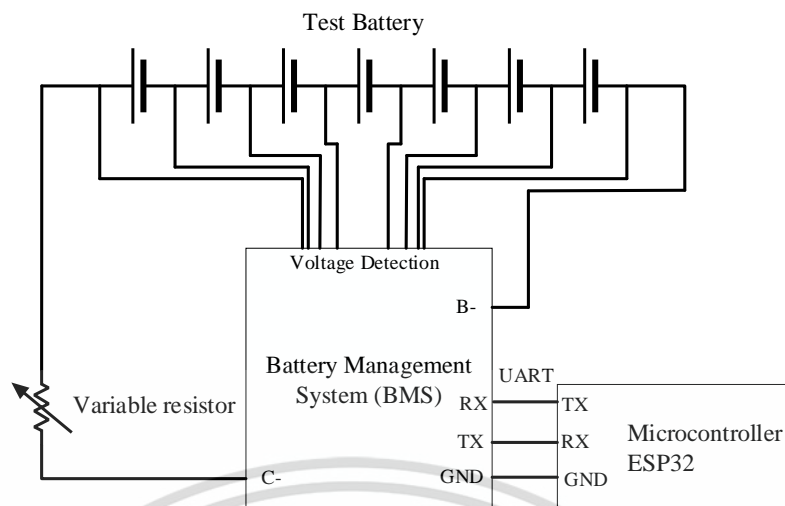 Test Battery
Voltage Detection
B-
Battery Management
System (BMS)
UART
Variable resistor
RX
TX
TX
RX
Microcontroller
ESP32
C-
GND
GND